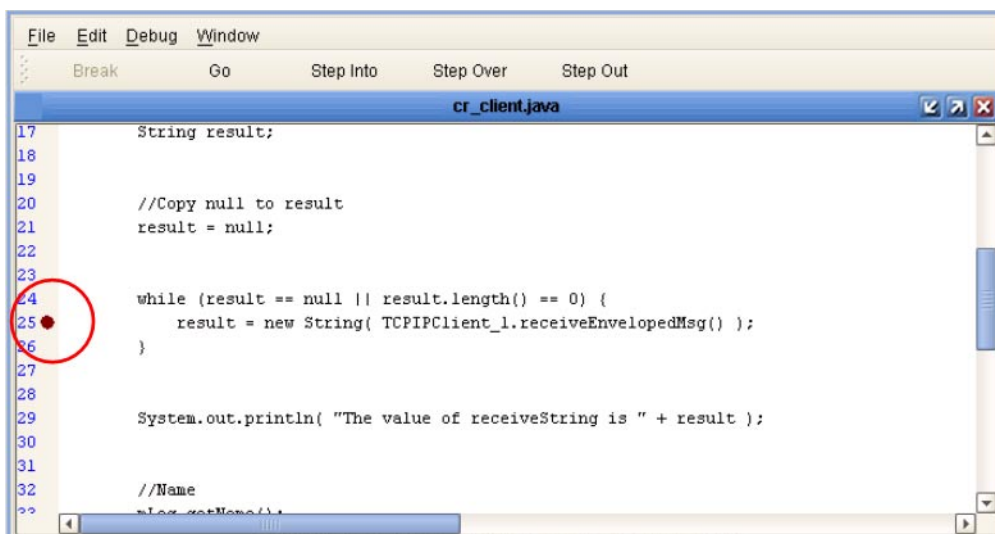 File Edit Debug Window
Break Go Step Into Step Over Step Out
cr_client.java
17 String result;
18
19
20 //Copy null to result
21 result = null;
22
23
24 while (result == null || result.length() == 0) {
25 result = new String( TCPIPClient_1.receiveEnvelopedMsg() );
26 }
27
28
29 System.out.println( "The value of receiveString is " + result );
30
31
32 //Name
33